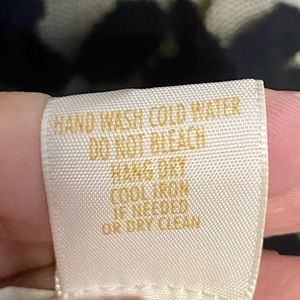 HAND WASH COLD WATER
DO NOT BLEACH
HANG DRY
COOL IRON
IF NEEDED
OR DRY CLEAN